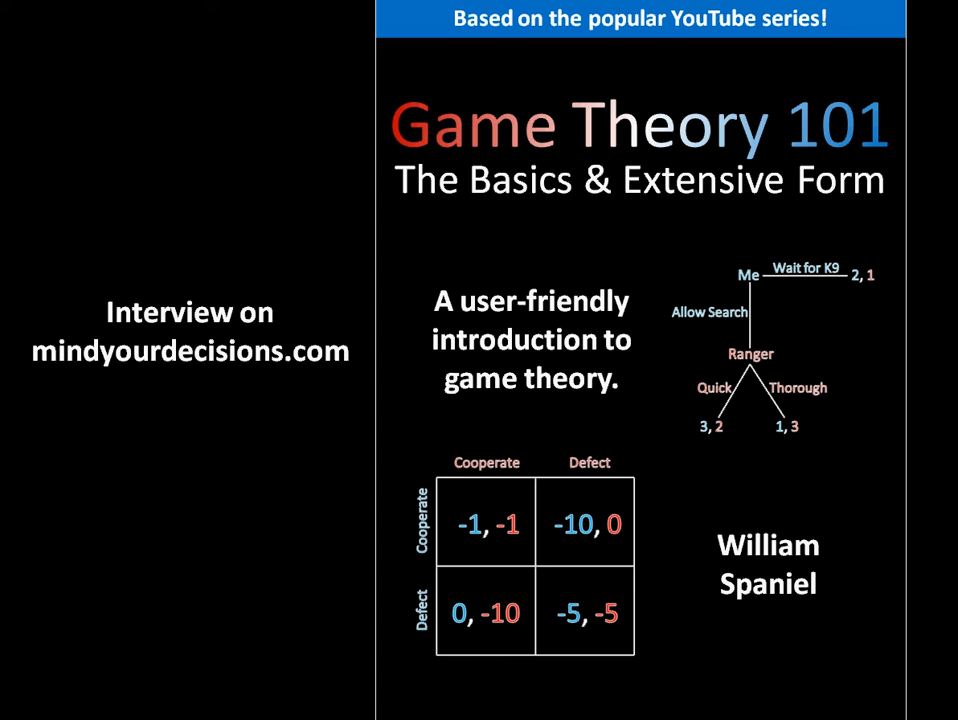 Based on the popular YouTube series!
Game Theory 101
The Basics & Extensive Form
Interview on
mindyourdecisions.com
A user-friendly
introduction to
game theory.
Me Wait for K9 2, 1
Allow Search
Ranger
Quick Thorough
3, 2 1, 3
Cooperate Defect
Cooperate -1, -1 -10, 0
Defect 0, -10 -5, -5
William
Spaniel